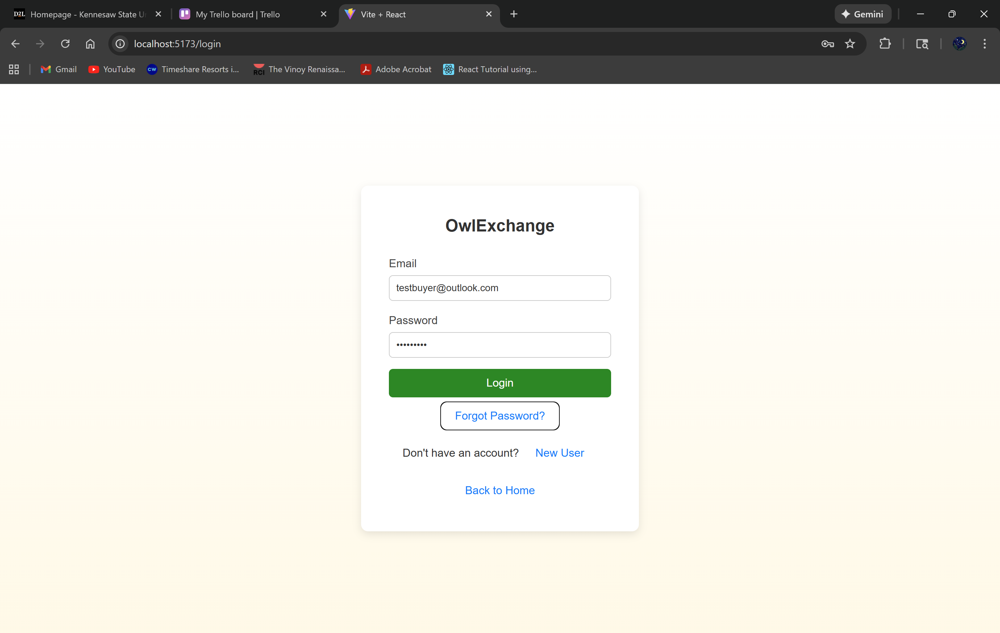 D2L Homepage - Kennesaw State Un
My Trello board | Trello
Vite + React
Gemini
localhost:5173/login
Gmail
YouTube
CW Timeshare Resorts i...
RCI The Vinoy Renaissa...
Adobe Acrobat
React Tutorial using...
OwlExchange
Email
testbuyer@outlook.com
Password
•••••••••
Login
Forgot Password?
Don't have an account? New User
Back to Home